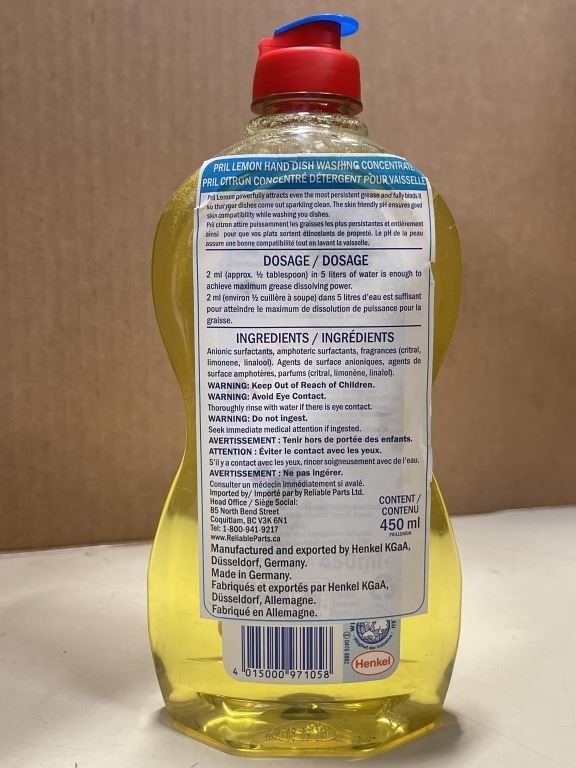 PRIL LEMON HAND DISH WASHING CONCENTRATE
PRIL CITRON CONCENTRÉ DÉTERGENT POUR VAISSELLE
Pril Lemon powerfully attracts even the most persistent grease and fully binds it
so that your dishes come out sparkling clean. The skin friendly pH ensures good
skin compatibility while washing you dishes.
Pril citron attire puissamment les graisses les plus persistantes et entièrement
ainsi pour que vos plats sortent étincelants de propreté. Le pH de la peau
assure une bonne compatibilité tout en lavant la vaisselle.
DOSAGE / DOSAGE
2 ml (approx. ½ tablespoon) in 5 liters of water is enough to
achieve maximum grease dissolving power.
2 ml (environ ½ cuillère à soupe) dans 5 litres d'eau est suffisant
pour atteindre le maximum de dissolution de puissance pour la
graisse.
INGREDIENTS / INGRÉDIENTS
Anionic surfactants, amphoteric surfactants, fragrances (critral,
limonene, linalool). Agents de surface anioniques, agents de
surface amphotères, parfums (critral, limonène, linalol).
WARNING: Keep Out of Reach of Children.
WARNING: Avoid Eye Contact.
Thoroughly rinse with water if there is eye contact.
WARNING: Do not ingest.
Seek immediate medical attention if ingested.
AVERTISSEMENT : Tenir hors de portée des enfants.
ATTENTION : Éviter le contact avec les yeux.
S'il y a contact avec les yeux, rincer soigneusement avec de l'eau.
AVERTISSEMENT : Ne pas ingérer.
Consulter un médecin immédiatement si avalé.
Imported by/ Importé par by Reliable Parts Ltd.
Head Office / Siège Social:
85 North Bend Street
Coquitlam, BC V3K 6N1
Tel: 1-800-941-9217
www.ReliableParts.ca
CONTENT /
CONTENU
450 ml
PRILLEMON
Manufactured and exported by Henkel KGaA,
Düsseldorf, Germany.
Made in Germany.
Fabriqués et exportés par Henkel KGaA,
Düsseldorf, Allemagne.
Fabriqué en Allemagne.
4 015000 971058
Henkel